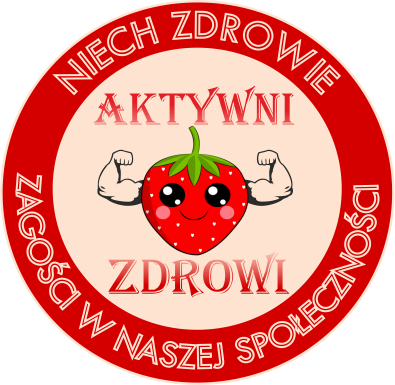 NIECH ZDROWIE
AKTYWNI
ZDROWI
ZAGOŚCI W NASZEJ SPOŁECZNOŚCI